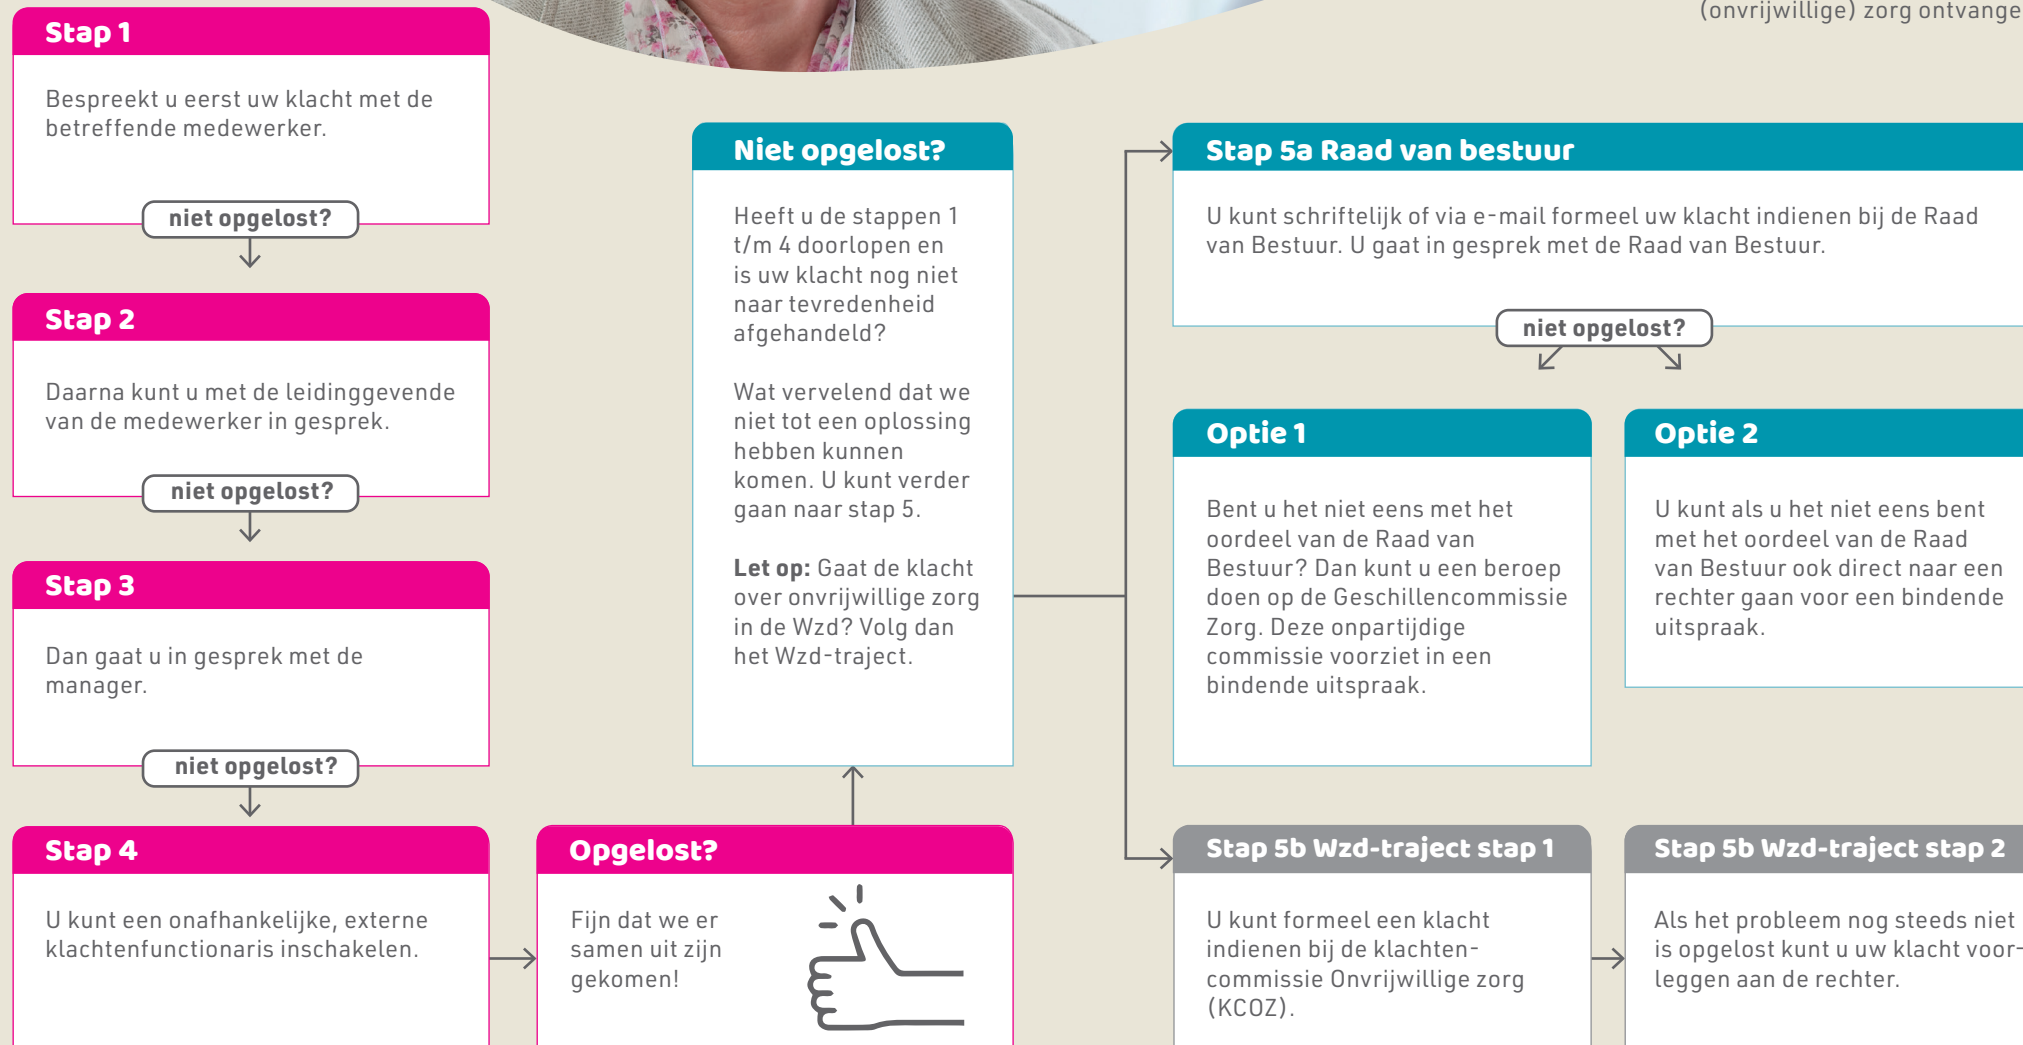 (onvrijwillige) zorg ontvange
Stap 1
Bespreekt u eerst uw klacht met de
betreffende medewerker.
niet opgelost?
Stap 2
Daarna kunt u met de leidinggevende
van de medewerker in gesprek.
niet opgelost?
Stap 3
Dan gaat u in gesprek met de
manager.
niet opgelost?
Stap 4
U kunt een onafhankelijke, externe
klachtenfunctionaris inschakelen.
Opgelost?
Fijn dat we er
samen uit zijn
gekomen!
Niet opgelost?
Heeft u de stappen 1
t/m 4 doorlopen en
is uw klacht nog niet
naar tevredenheid
afgehandeld?
Wat vervelend dat we
niet tot een oplossing
hebben kunnen
komen. U kunt verder
gaan naar stap 5.
Let op: Gaat de klacht
over onvrijwillige zorg
in de Wzd? Volg dan
het Wzd-traject.
Stap 5a Raad van bestuur
U kunt schriftelijk of via e-mail formeel uw klacht indienen bij de Raad
van Bestuur. U gaat in gesprek met de Raad van Bestuur.
niet opgelost?
Optie 1
Bent u het niet eens met het
oordeel van de Raad van
Bestuur? Dan kunt u een beroep
doen op de Geschillencommissie
Zorg. Deze onpartijdige
commissie voorziet in een
bindende uitspraak.
Optie 2
U kunt als u het niet eens bent
met het oordeel van de Raad
van Bestuur ook direct naar een
rechter gaan voor een bindende
uitspraak.
Stap 5b Wzd-traject stap 1
U kunt formeel een klacht
indienen bij de klachten-
commissie Onvrijwillige zorg
(KCOZ).
Stap 5b Wzd-traject stap 2
Als het probleem nog steeds niet
is opgelost kunt u uw klacht voor-
leggen aan de rechter.